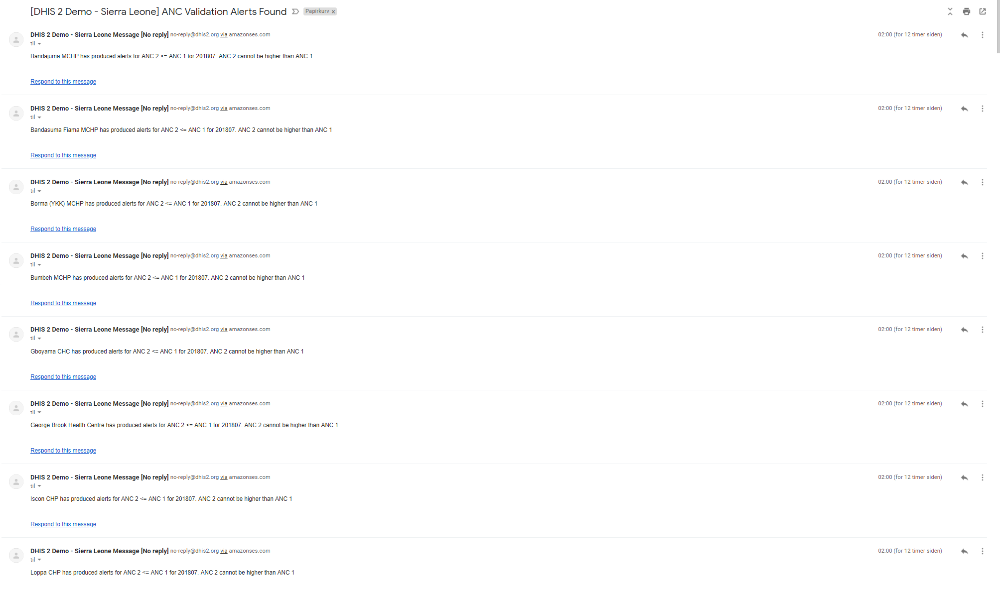 [DHIS 2 Demo - Sierra Leone] ANC Validation Alerts Found Papirkurv x
DHIS 2 Demo - Sierra Leone Message [No reply] no-reply@dhis2.org via amazonses.com 02:00 (for 12 timer siden)
til
Bandajuma MCHP has produced alerts for ANC 2 <= ANC 1 for 201807. ANC 2 cannot be higher than ANC 1
Respond to this message
DHIS 2 Demo - Sierra Leone Message [No reply] no-reply@dhis2.org via amazonses.com 02:00 (for 12 timer siden)
til
Bandasuma Fiama MCHP has produced alerts for ANC 2 <= ANC 1 for 201807. ANC 2 cannot be higher than ANC 1
Respond to this message
DHIS 2 Demo - Sierra Leone Message [No reply] no-reply@dhis2.org via amazonses.com 02:00 (for 12 timer siden)
til
Borma (YKK) MCHP has produced alerts for ANC 2 <= ANC 1 for 201807. ANC 2 cannot be higher than ANC 1
Respond to this message
DHIS 2 Demo - Sierra Leone Message [No reply] no-reply@dhis2.org via amazonses.com 02:00 (for 12 timer siden)
til
Bumbeh MCHP has produced alerts for ANC 2 <= ANC 1 for 201807. ANC 2 cannot be higher than ANC 1
Respond to this message
DHIS 2 Demo - Sierra Leone Message [No reply] no-reply@dhis2.org via amazonses.com 02:00 (for 12 timer siden)
til
Gboyama CHC has produced alerts for ANC 2 <= ANC 1 for 201807. ANC 2 cannot be higher than ANC 1
Respond to this message
DHIS 2 Demo - Sierra Leone Message [No reply] no-reply@dhis2.org via amazonses.com 02:00 (for 12 timer siden)
til
George Brook Health Centre has produced alerts for ANC 2 <= ANC 1 for 201807. ANC 2 cannot be higher than ANC 1
Respond to this message
DHIS 2 Demo - Sierra Leone Message [No reply] no-reply@dhis2.org via amazonses.com 02:00 (for 12 timer siden)
til
Iscon CHP has produced alerts for ANC 2 <= ANC 1 for 201807. ANC 2 cannot be higher than ANC 1
Respond to this message
DHIS 2 Demo - Sierra Leone Message [No reply] no-reply@dhis2.org via amazonses.com 02:00 (for 12 timer siden)
til
Loppa CHP has produced alerts for ANC 2 <= ANC 1 for 201807. ANC 2 cannot be higher than ANC 1